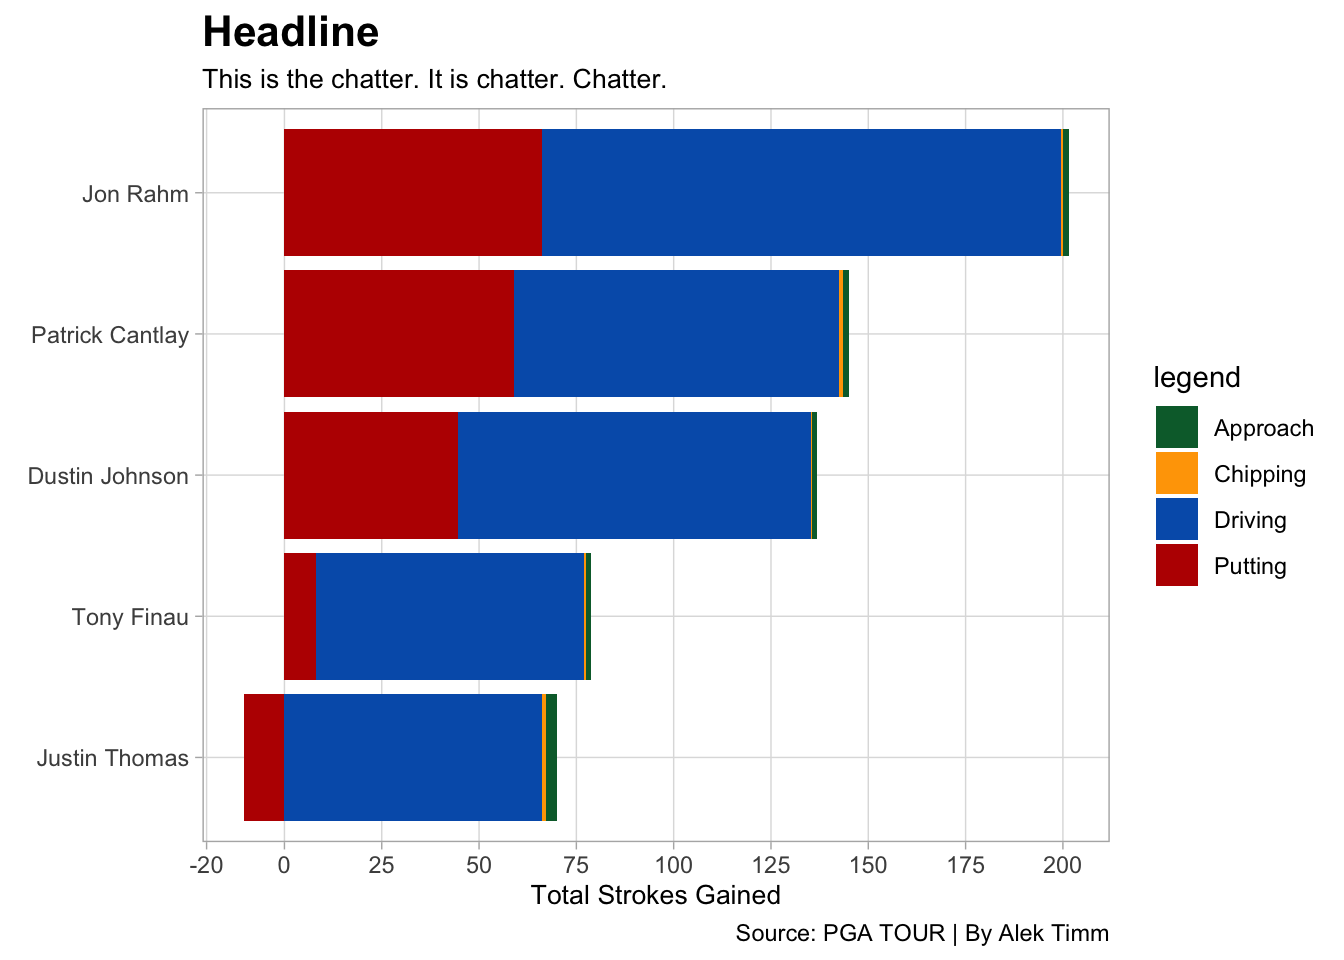 Headline
This is the chatter. It is chatter. Chatter.
Jon Rahm
Patrick Cantlay
Dustin Johnson
Tony Finau
Justin Thomas
-20 0 25 50 75 100 125 150 175 200
Total Strokes Gained
Source: PGA TOUR | By Alek Timm
legend
Approach
Chipping
Driving
Putting